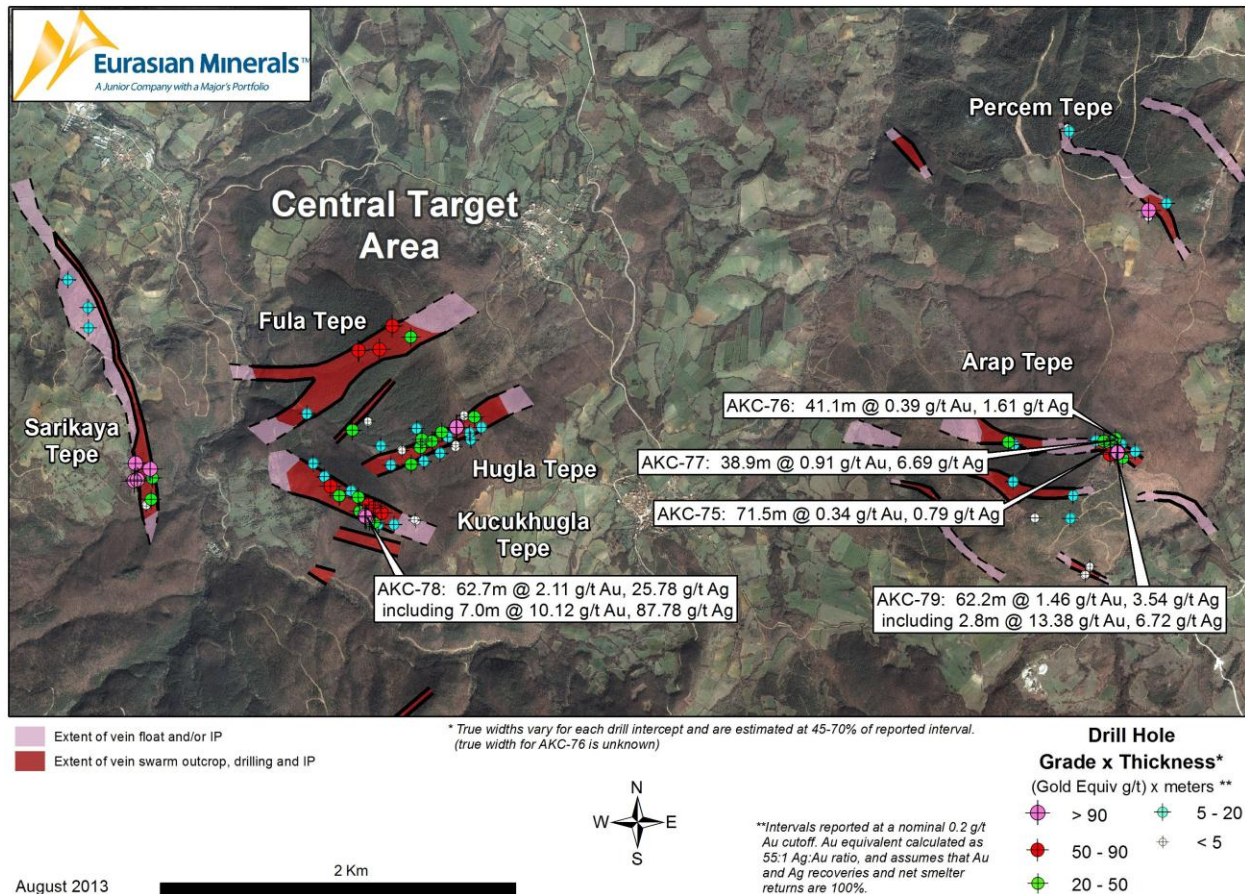 Eurasian Minerals™
A Junior Company with a Major's Portfolio
Percem Tepe
Central Target
Area
Fula Tepe
Arap Tepe
AKC-76: 41.1m @ 0.39 g/t Au, 1.61 g/t Ag
Sarikaya
Tepe
Hugla Tepe
AKC-77: 38.9m @ 0.91 g/t Au, 6.69 g/t Ag
Kucukhugla
Tepe
AKC-75: 71.5m @ 0.34 g/t Au, 0.79 g/t Ag
AKC-78: 62.7m @ 2.11 g/t Au, 25.78 g/t Ag
including 7.0m @ 10.12 g/t Au, 87.78 g/t Ag
AKC-79: 62.2m @ 1.46 g/t Au, 3.54 g/t Ag
including 2.8m @ 13.38 g/t Au, 6.72 g/t Ag
Extent of vein float and/or IP
Extent of vein swarm outcrop, drilling and IP
* True widths vary for each drill intercept and are estimated at 45-70% of reported interval.
(true width for AKC-76 is unknown)
N
W E
S
**Intervals reported at a nominal 0.2 g/t
Au cutoff. Au equivalent calculated as
55:1 Ag:Au ratio, and assumes that Au
and Ag recoveries and net smelter
returns are 100%.
Drill Hole
Grade x Thickness*
(Gold Equiv g/t) x meters **
> 90
5 - 20
50 - 90
< 5
20 - 50
August 2013
2 Km